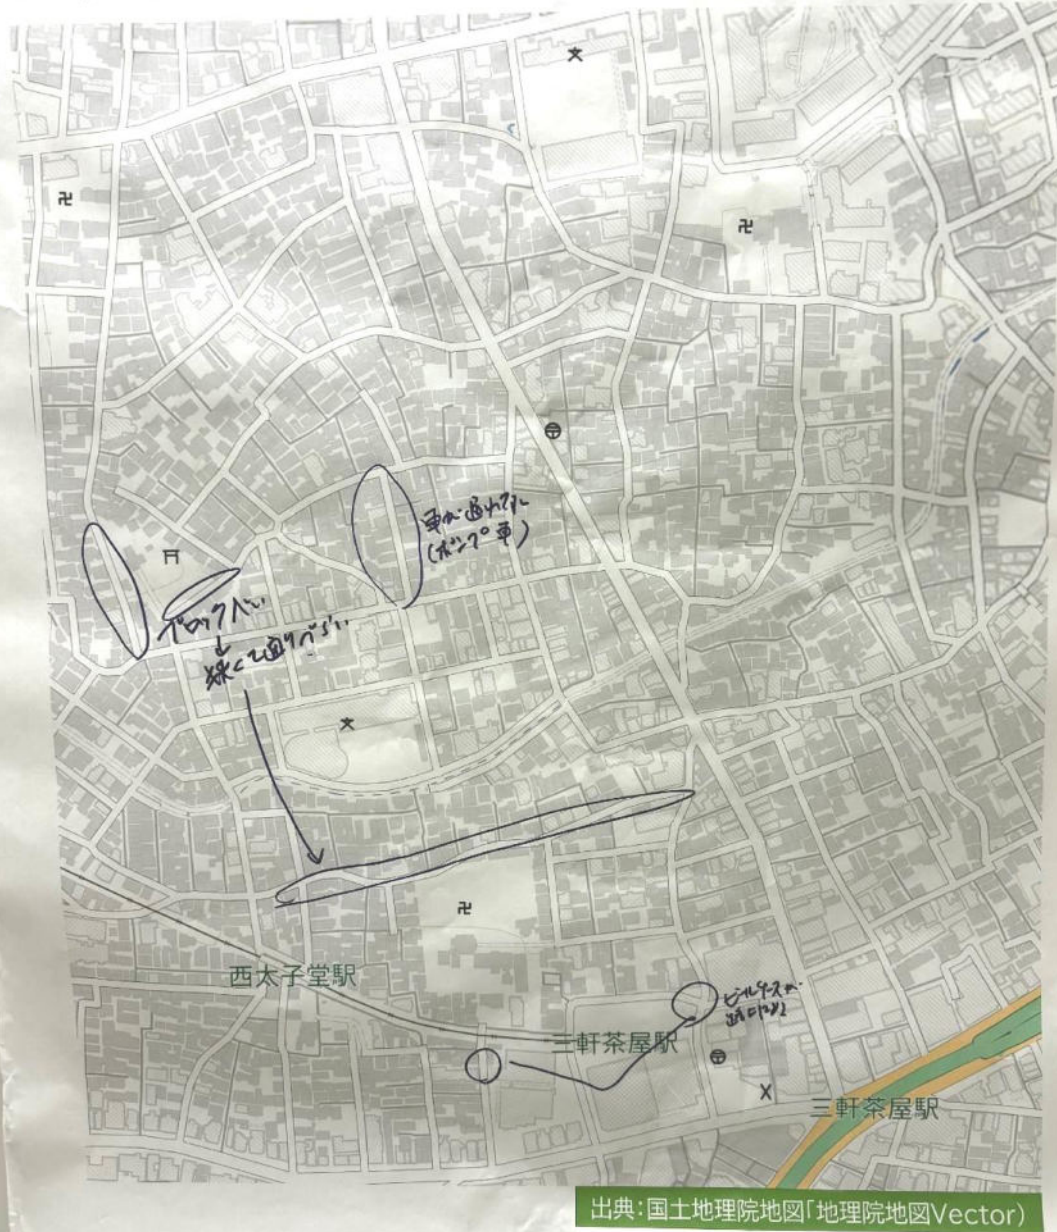 車が通れない
(ポンプ車)
ブロックべい
↓
狭くて通りづらい
西太子堂駅
ビールケースが
三軒茶屋駅
三軒茶屋駅
出典:国土地理院地図「地理院地図Vector)